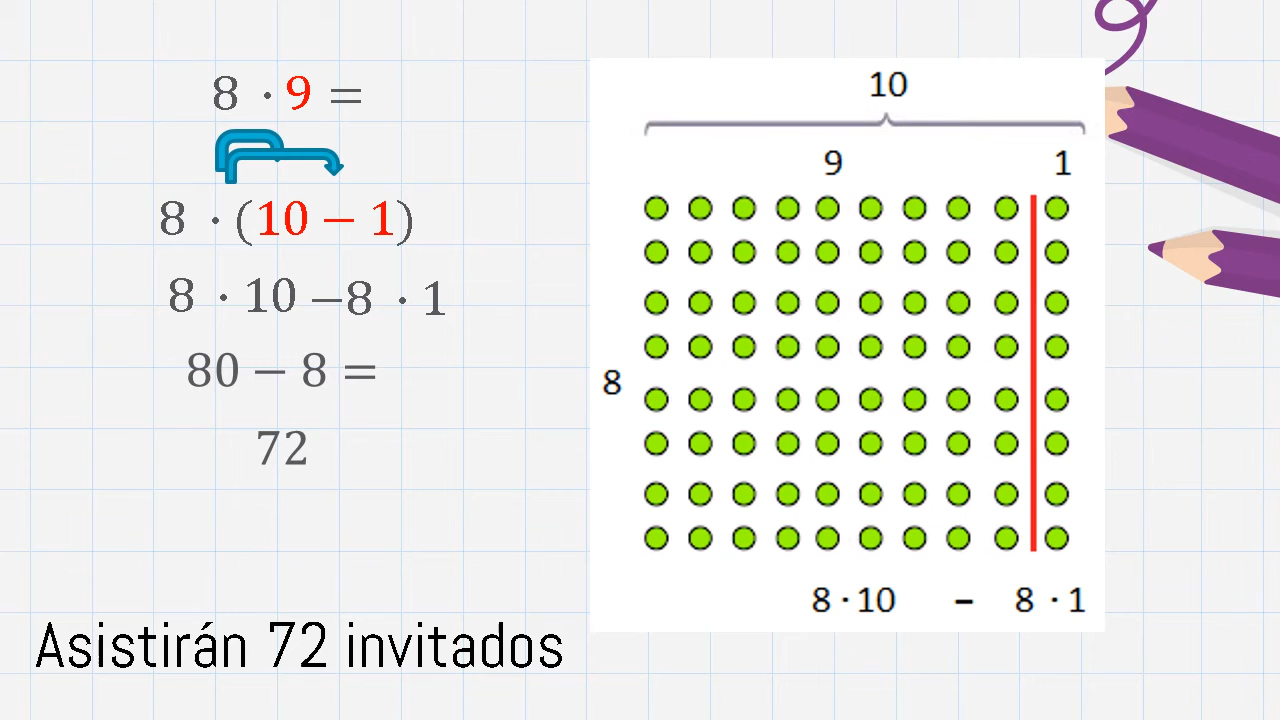 8 · 9 =
8 · (10 − 1)
8 · 10 −8 · 1
80 − 8 =
72
Asistirán 72 invitados
10
9 1
8
8 · 10 − 8 · 1